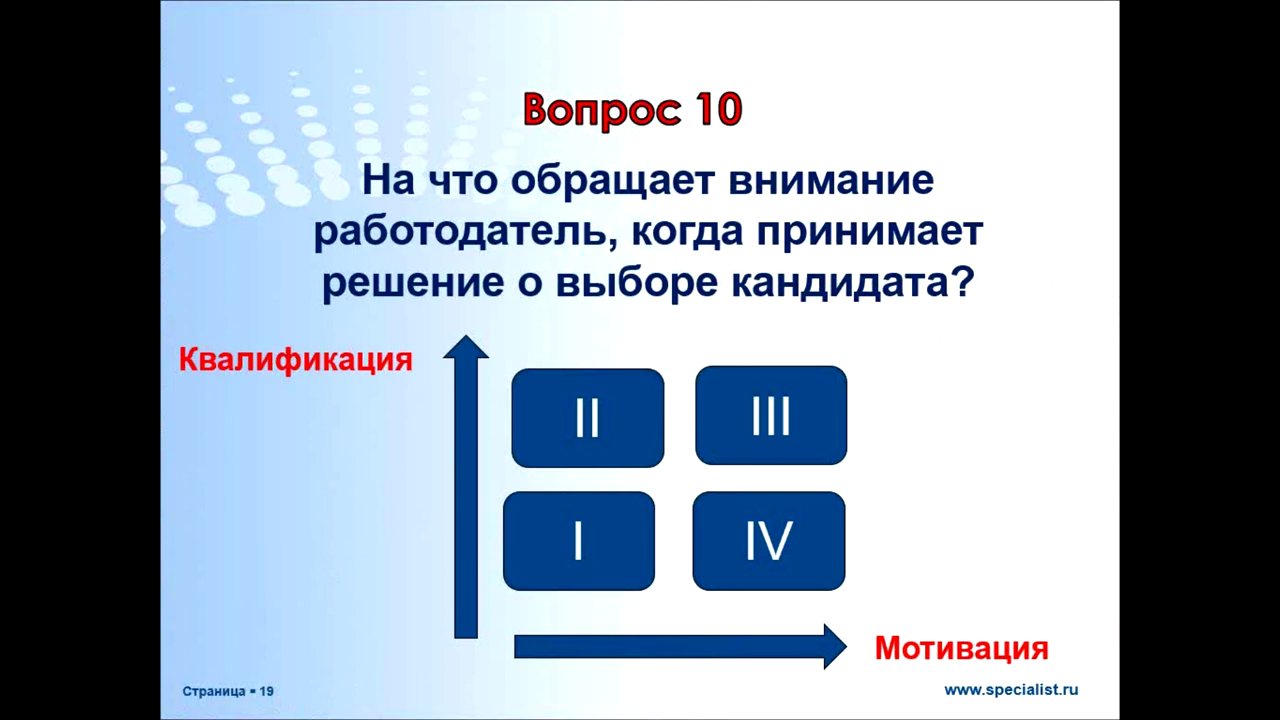 Вопрос 10
На что обращает внимание
работодатель, когда принимает
решение о выборе кандидата?
Квалификация
II
III
I
IV
Мотивация
Страница ▪ 19
www.specialist.ru